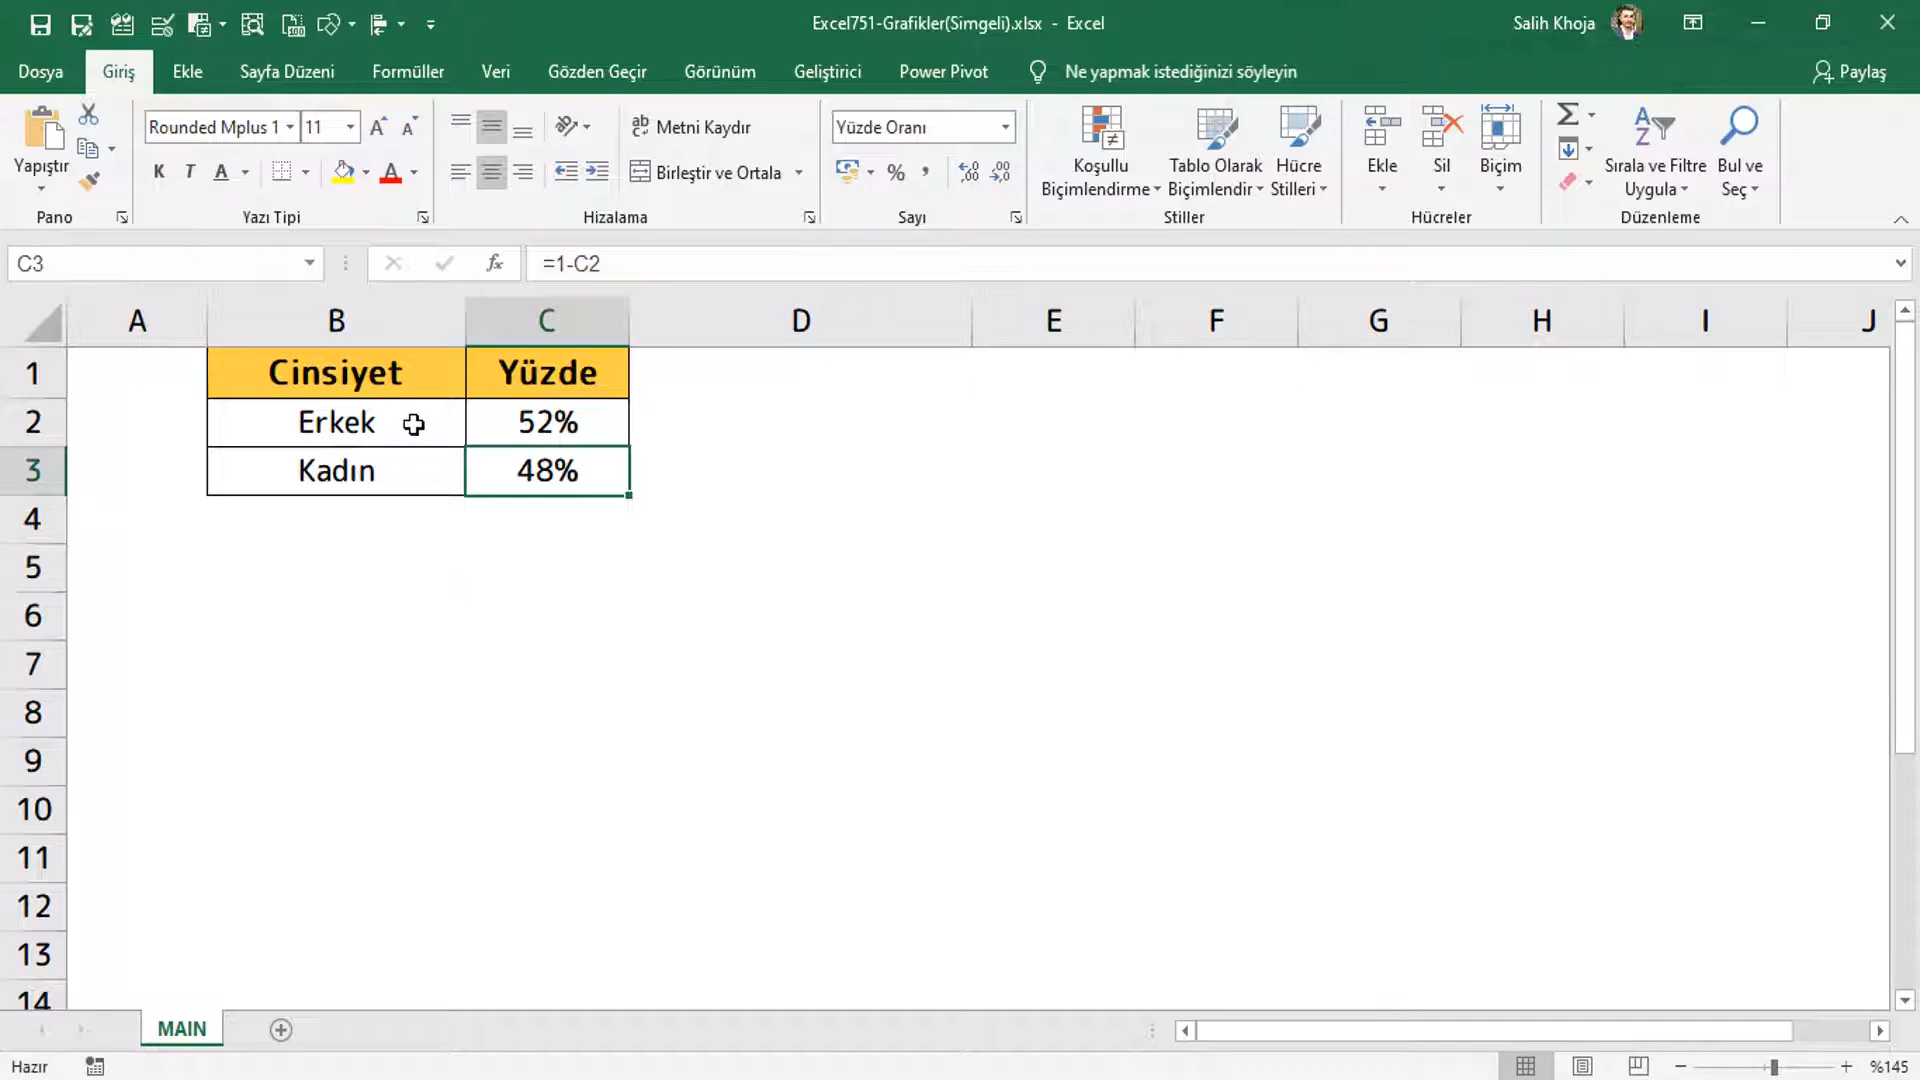 Excel751-Grafikler(Simgeli).xlsx - Excel
Salih Khoja
Dosya Giriş Ekle Sayfa Düzeni Formüller Veri Gözden Geçir Görünüm Geliştirici Power Pivot Ne yapmak istediğinizi söyleyin Paylaş
Yapıştır
Rounded Mplus 1 11
K T A
Metni Kaydır
Birleştir ve Ortala
Yüzde Oranı
%
Koşullu Biçimlendirme
Tablo Olarak Biçimlendir
Hücre Stilleri
Ekle
Sil
Biçim
Sırala ve Filtre Uygula
Bul ve Seç
Pano Yazı Tipi Hizalama Sayı Stiller Hücreler Düzenleme
C3 fx =1-C2
A B C D E F G H I J
1 Cinsiyet Yüzde
2 Erkek 52%
3 Kadın 48%
4
5
6
7
8
9
10
11
12
13
14
MAIN
Hazır %145